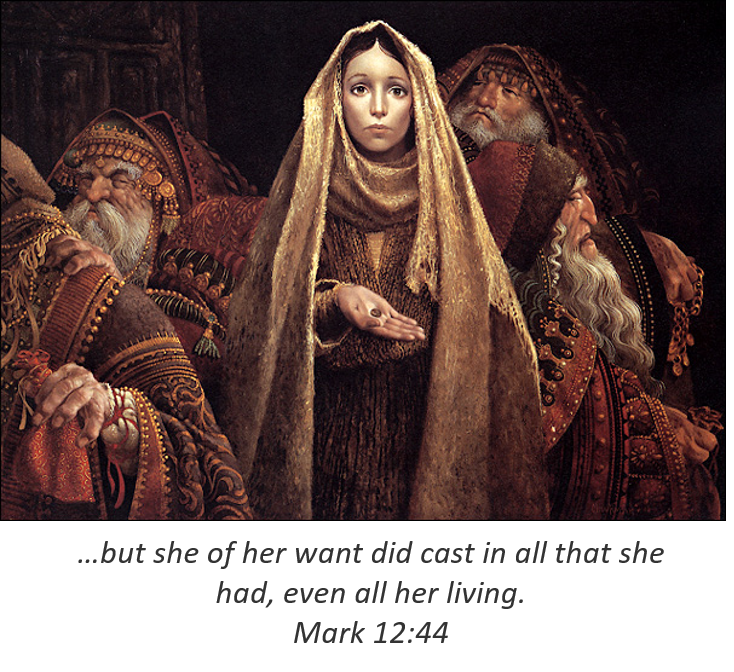 …but she of her want did cast in all that she
had, even all her living.
Mark 12:44